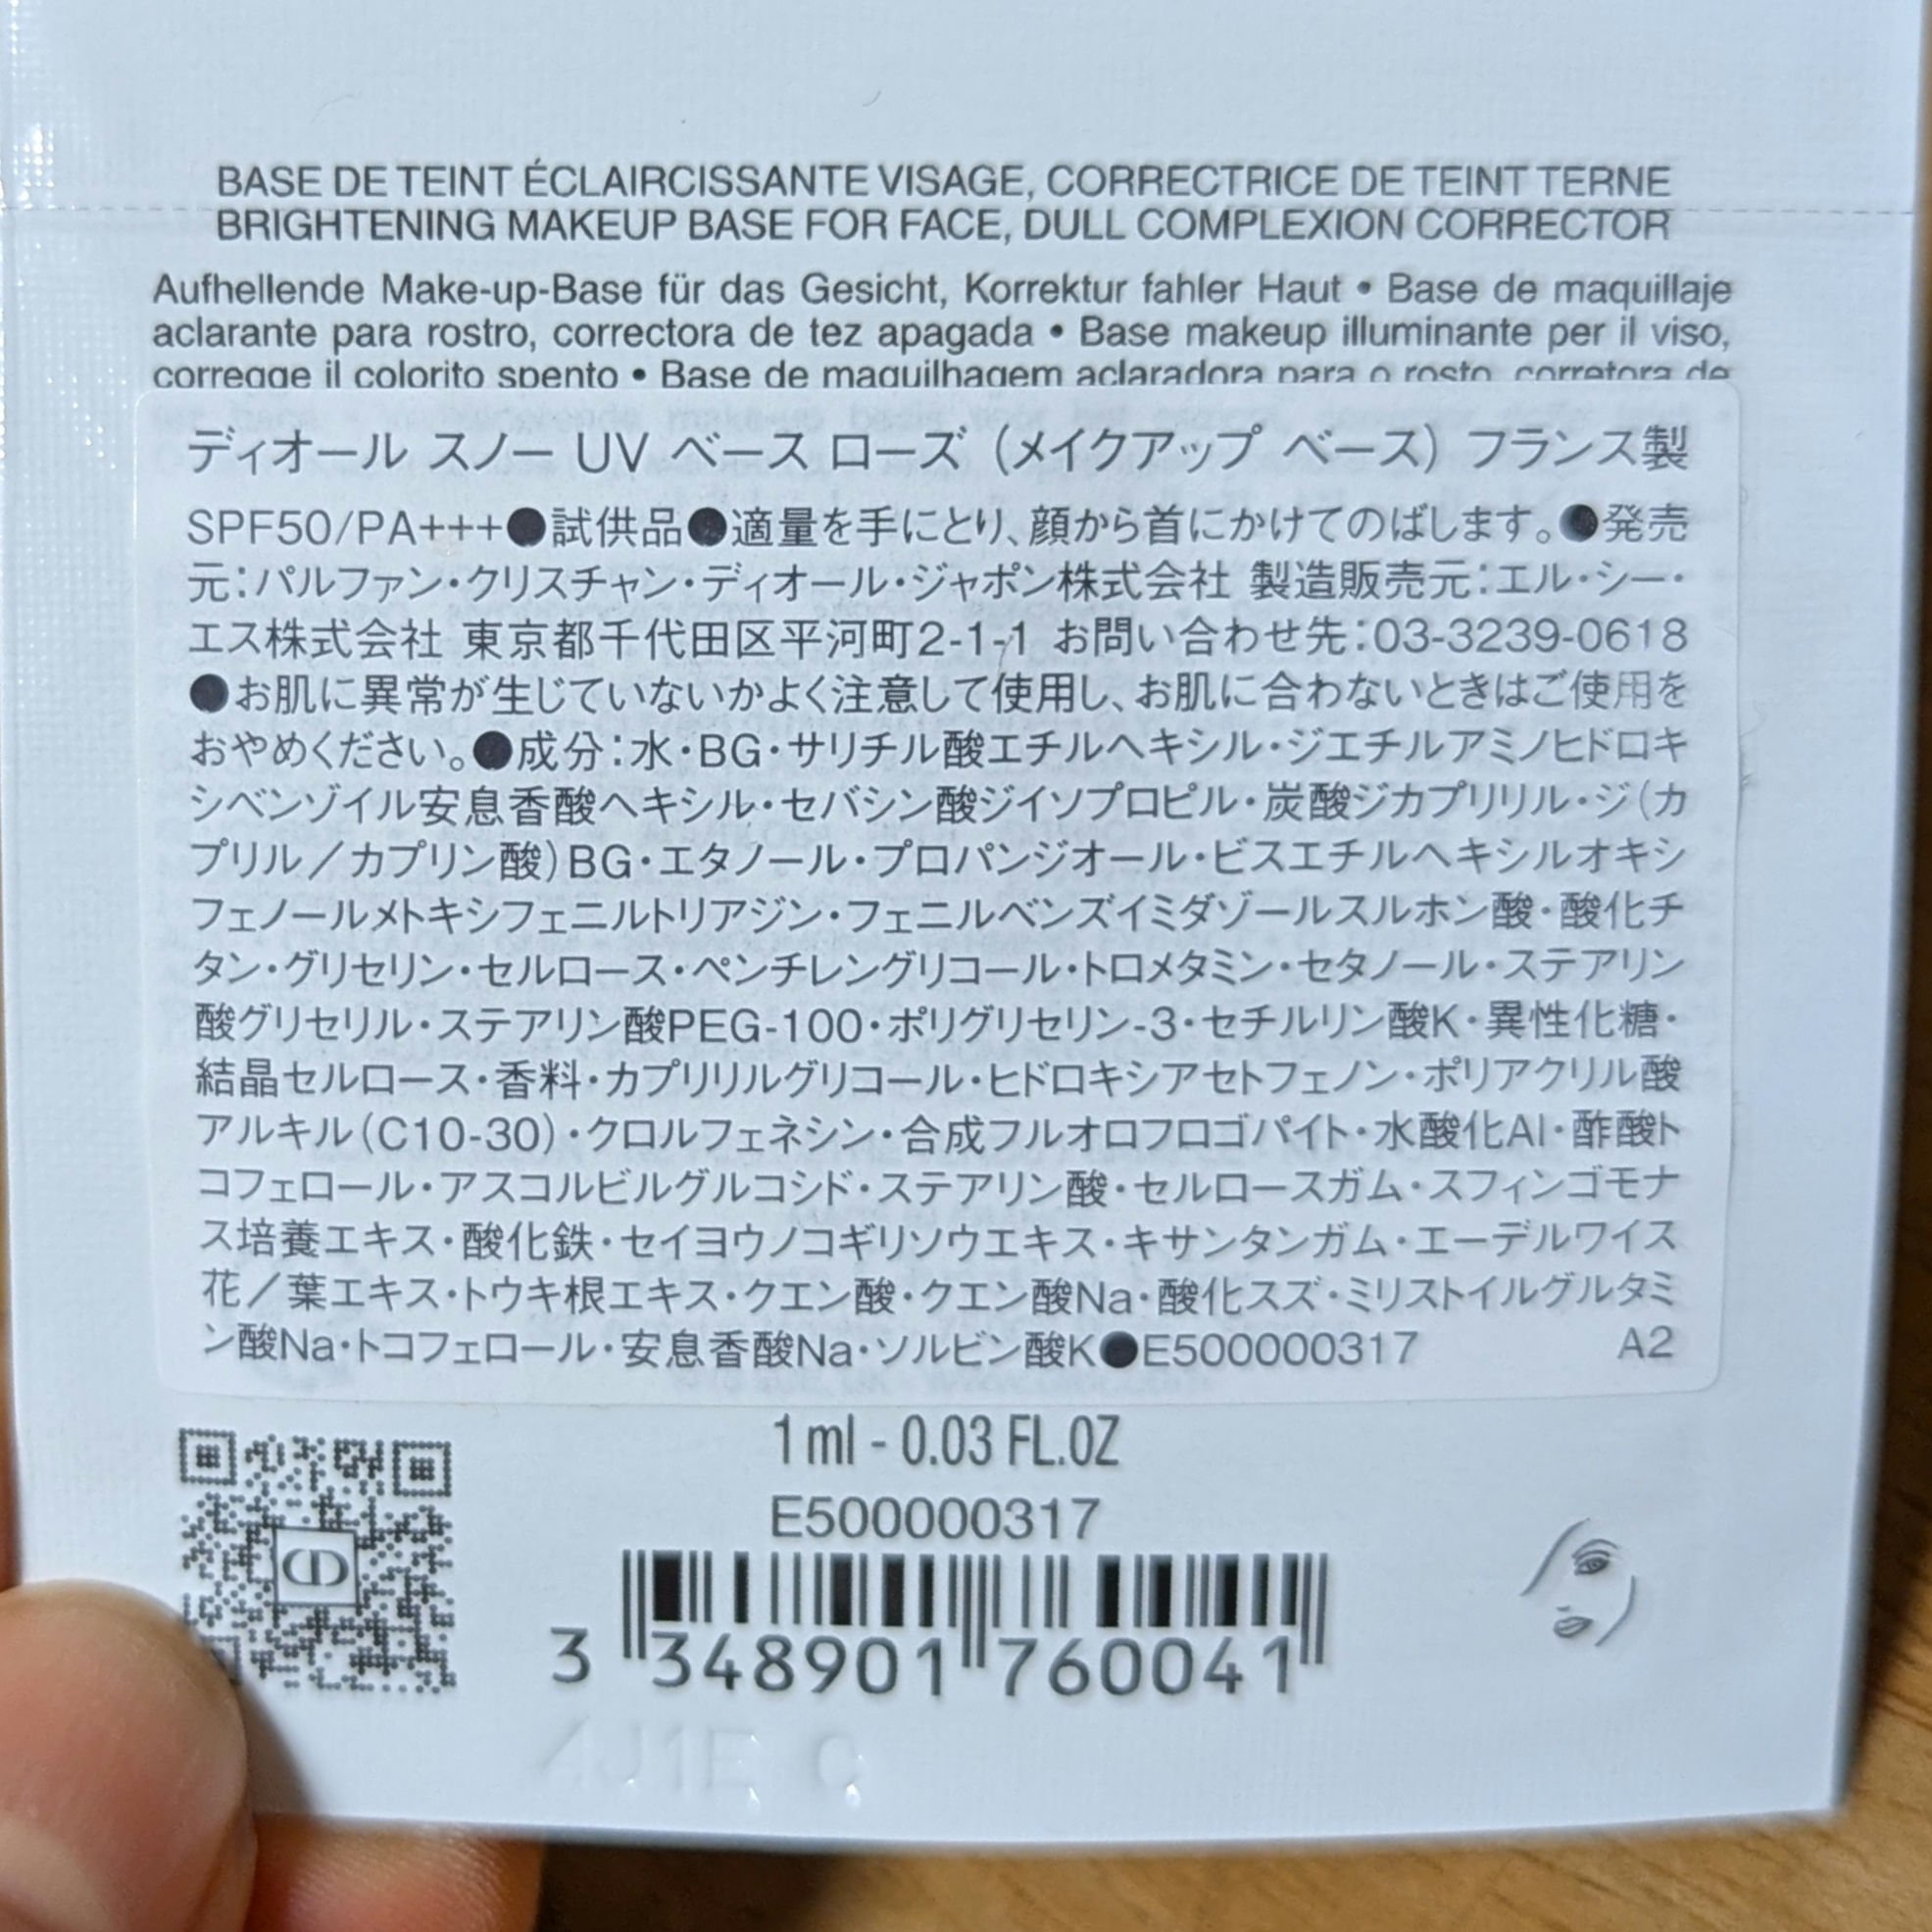 BASE DE TEINT ÉCLAIRCISSANTE VISAGE, CORRECTRICE DE TEINT TERNE
BRIGHTENING MAKEUP BASE FOR FACE, DULL COMPLEXION CORRECTOR
Aufhellende Make-up-Base für das Gesicht, Korrektur fahler Haut • Base de maquillaje
aclarante para rostro, correctora de tez apagada • Base makeup illuminante per il viso,
corregge il colorito spento • Base de maquilhagem aclaradora para o rosto, corretora de
ディオール スノー UV ベース ローズ (メイクアップ ベース) フランス製
SPF50/PA+++●試供品●適量を手にとり、顔から首にかけてのばします。●発売
元:パルファン・クリスチャン・ディオール・ジャポン株式会社 製造販売元:エル・シー・
エス株式会社 東京都千代田区平河町2-1-1 お問い合わせ先:03-3239-0618
●お肌に異常が生じていないかよく注意して使用し、お肌に合わないときはご使用を
おやめください。●成分:水・BG・サリチル酸エチルヘキシル・ジエチルアミノヒドロキ
シベンゾイル安息香酸ヘキシル・セバシン酸ジイソプロピル・炭酸ジカプリリル・ジ(カ
プリル/カプリン酸)BG・エタノール・プロパンジオール・ビスエチルヘキシルオキシ
フェノールメトキシフェニルトリアジン・フェニルベンズイミダゾールスルホン酸・酸化チ
タン・グリセリン・セルロース・ペンチレングリコール・トロメタミン・セタノール・ステアリン
酸グリセリル・ステアリン酸PEG-100・ポリグリセリン-3・セチルリン酸K・異性化糖・
結晶セルロース・香料・カプリリルグリコール・ヒドロキシアセトフェノン・ポリアクリル酸
アルキル(C10-30)・クロルフェネシン・合成フルオロフロゴパイト・水酸化Al・酢酸ト
コフェロール・アスコルビルグルコシド・ステアリン酸・セルロースガム・スフィンゴモナ
ス培養エキス・酸化鉄・セイヨウノコギリソウエキス・キサンタンガム・エーデルワイス
花/葉エキス・トウキ根エキス・クエン酸・クエン酸Na・酸化スズ・ミリストイルグルタミ
ン酸Na・トコフェロール・安息香酸Na・ソルビン酸K●E500000317 A2
1 ml - 0.03 FL.OZ
E500000317
3 348901 760041
4J1E